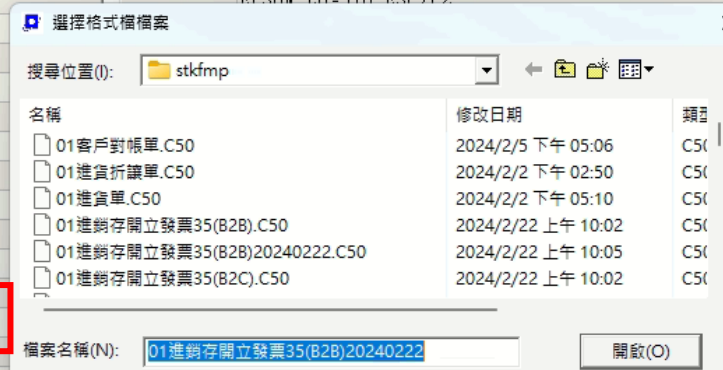 選擇格式檔檔案
搜尋位置(I): stkfmp
名稱 修改日期
01客戶對帳單.C50 2024/2/5 下午 05:06 C50
01進貨折讓單.C50 2024/2/2 下午 02:50 C50
01進貨單.C50 2024/2/2 下午 05:10 C50
01進銷存開立發票35(B2B).C50 2024/2/22 上午 10:02 C50
01進銷存開立發票35(B2B)20240222.C50 2024/2/22 上午 10:05 C50
01進銷存開立發票35(B2C).C50 2024/2/22 上午 10:02 C50
檔案名稱(N): 01進銷存開立發票35(B2B)20240222 開啟(O)